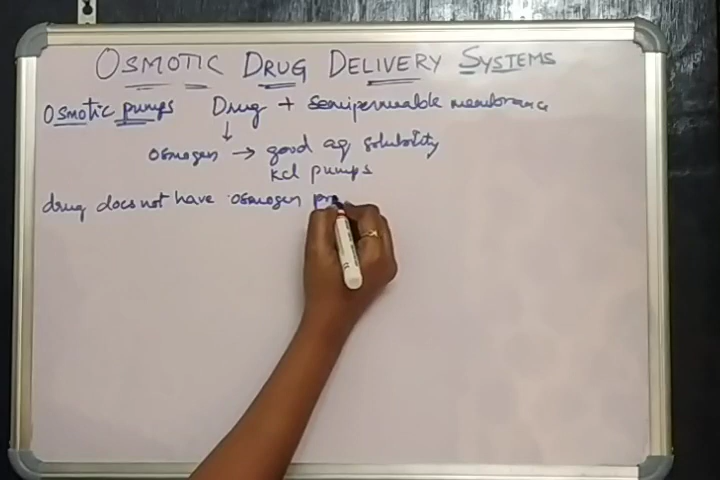 OSMOTIC DRUG DELIVERY SYSTEMS
Osmotic pumps Drug + semipermeable membrane
↓
osmogen → good aq solubility
kcl pumps
drug does not have osmogen pr